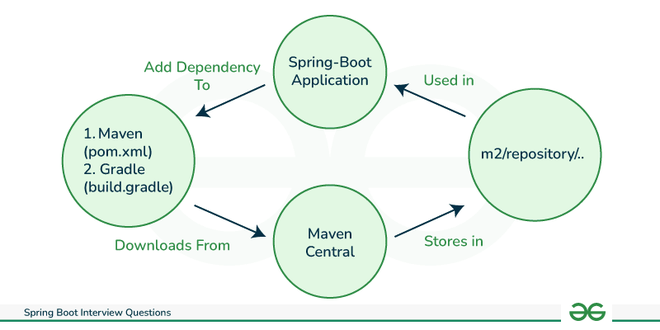 Spring-Boot
Application
Add Dependency
To
Used in
1. Maven
(pom.xml)
2. Gradle
(build.gradle)
m2/repository/..
Maven
Central
Downloads From
Stores in
Spring Boot Interview Questions